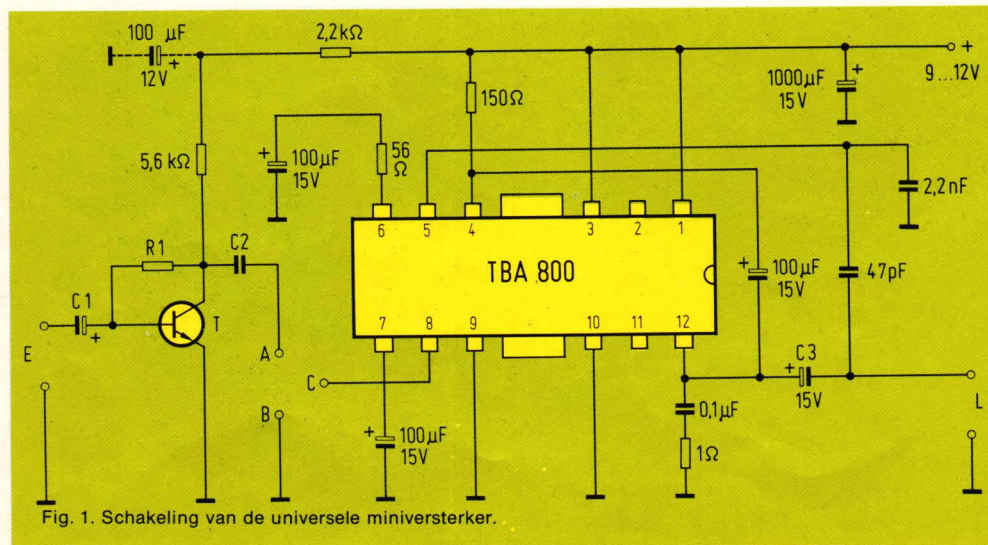 100 µF
12V +
2,2kΩ
+
9...12V
1000µF +
15V
150Ω
5,6 kΩ
+ 100µF
15V
56
Ω
2,2nF
6 5 4 3 2 1
TBA 800
7 8 9 10 11 12
R1
C2
C1
+
T
E
A
B
C
+ 100µF
15V
47pF
+ C3
15V
L
+ 100µF
15V
0,1µF
1Ω
Fig. 1. Schakeling van de universele miniversterker.